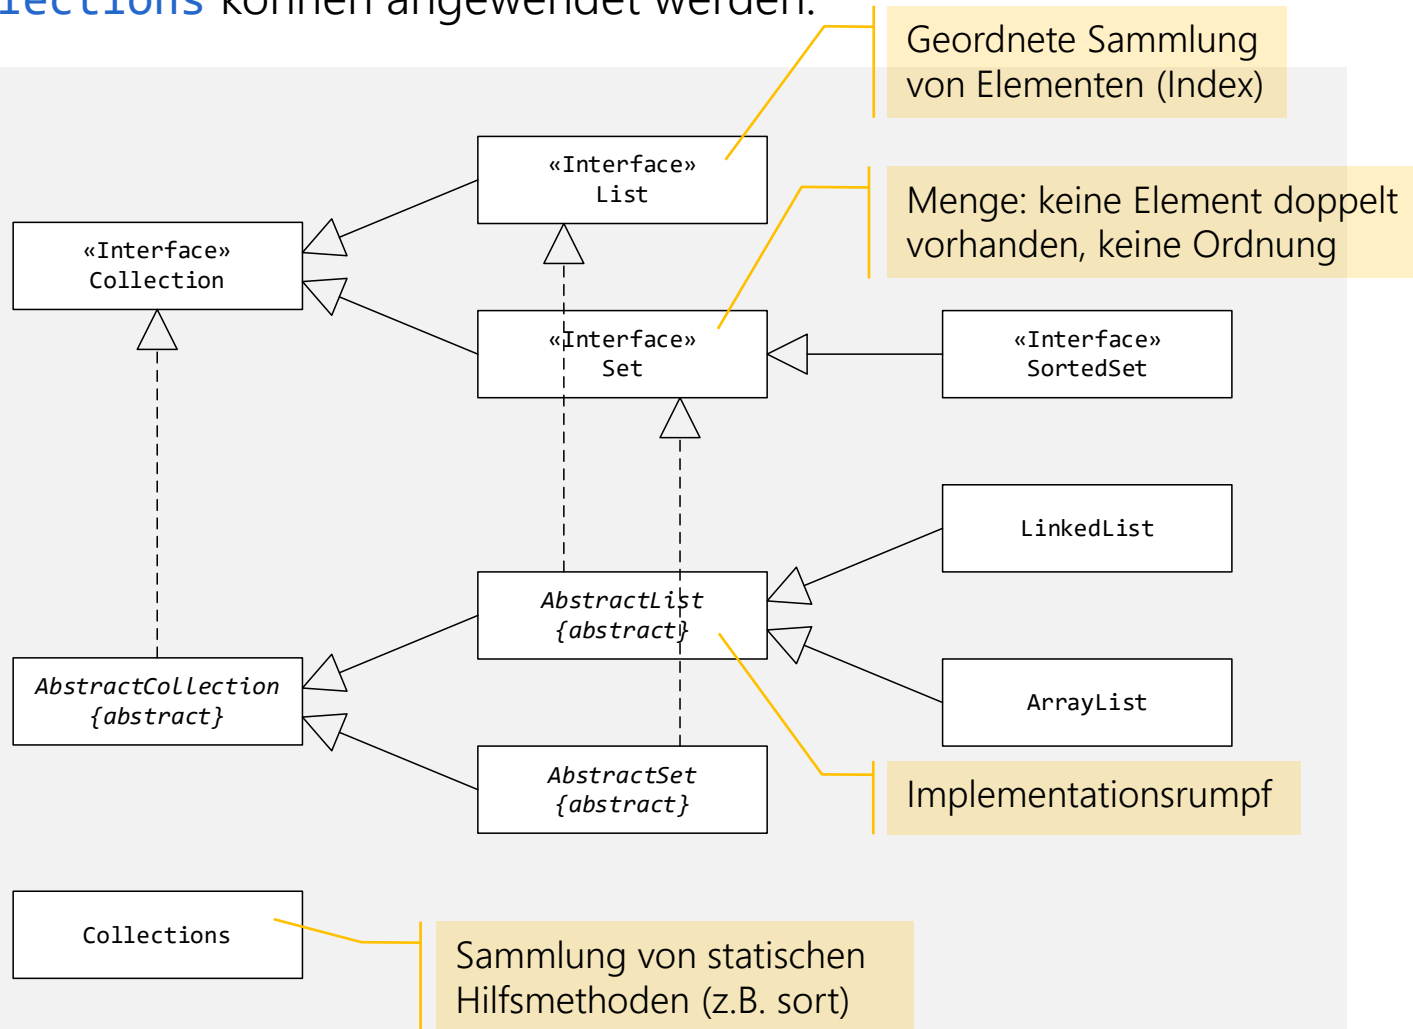 lections können angewendet werden.
Geordnete Sammlung
von Elementen (Index)
«Interface»
List
Menge: keine Element doppelt
vorhanden, keine Ordnung
«Interface»
Collection
«Interface»
Set
«Interface»
SortedSet
LinkedList
AbstractList
{abstract}
AbstractCollection
{abstract}
ArrayList
AbstractSet
{abstract}
Implementationsrumpf
Collections
Sammlung von statischen
Hilfsmethoden (z.B. sort)